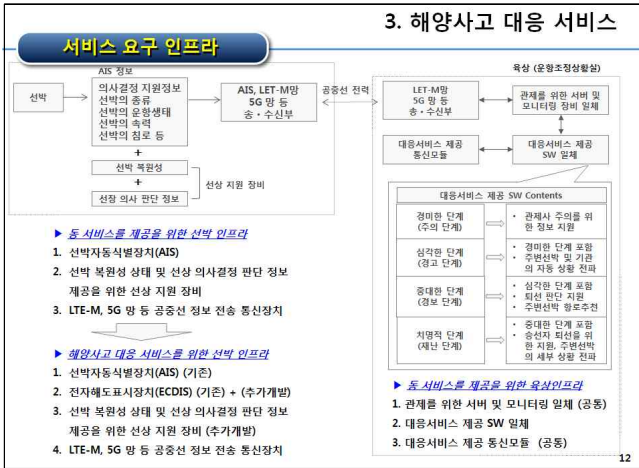 3. 해양사고 대응 서비스
서비스 요구 인프라
AIS 정보
선박
의사결정 지원정보
선박의 종류
선박의 운항생태
선박의 속력
선박의 침로 등
+
선박 복원성
+
선장 의사 판단 정보
선상 지원 장비
AIS, LET-M망
5G 망 등
송·수신부
공중선 전력
육상 (운항조정상황실)
LET-M망
5G 망 등
송·수신부
관제를 위한 서버 및
모니터링 장비 일체
대응서비스 제공
통신모듈
대응서비스 제공
SW 일체
대응서비스 제공 SW Contents
경미한 단계
(주의 단계)
• 관제사 주의를 위
한 정보 지원
심각한 단계
(경고 단계)
• 경미한 단계 포함
• 주변선박 및 기관
의 자동 상황 전파
중대한 단계
(경보 단계)
• 심각한 단계 포함
• 퇴선 판단 지원
• 주변선박 항로추천
치명적 단계
(재난 단계)
• 중대한 단계 포함
• 승선자 퇴선을 위
한 지원, 주변선박
의 세부 상황 전파
▶ 동 서비스를 제공을 위한 선박 인프라
1. 선박자동식별장치(AIS)
2. 선박 복원성 상태 및 선상 의사결정 판단 정보
제공을 위한 선상 지원 장비
3. LTE-M, 5G 망 등 공중선 정보 전송 통신장치
▶ 해양사고 대응 서비스를 위한 선박 인프라
1. 선박자동식별장치(AIS) (기존)
2. 전자해도표시장치(ECDIS) (기존) + (추가개발)
3. 선박 복원성 상태 및 선상 의사결정 판단 정보
제공을 위한 선상 지원 장비 (추가개발)
4. LTE-M, 5G 망 등 공중선 정보 전송 통신장치
▶ 동 서비스를 제공을 위한 육상인프라
1. 관제를 위한 서버 및 모니터링 일체 (공통)
2. 대응서비스 제공 SW 일체
3. 대응서비스 제공 통신모듈 (공통)
12